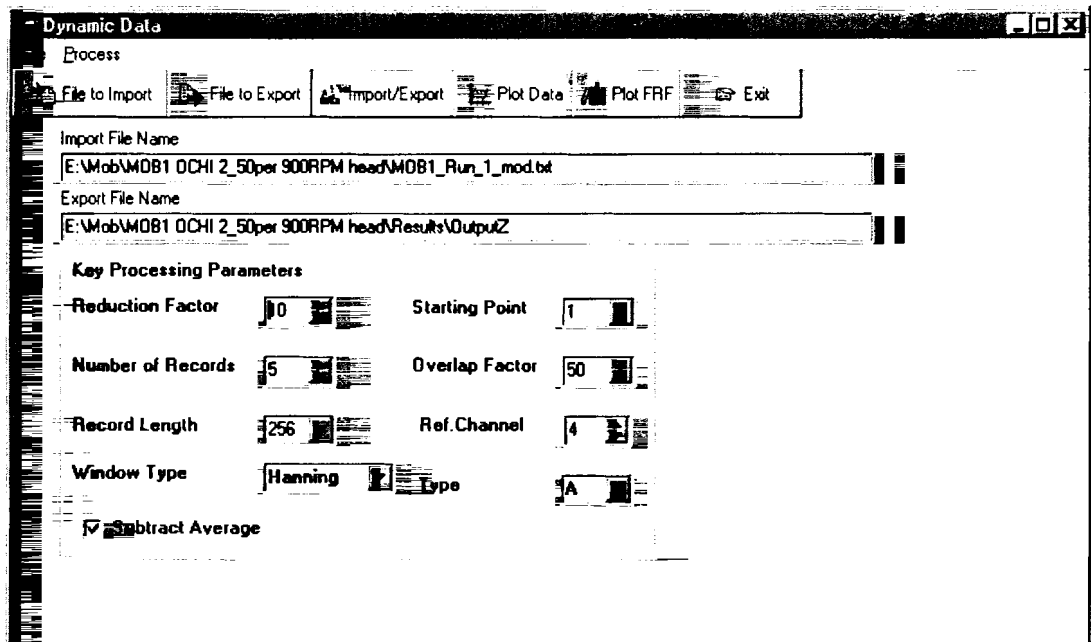 Dynamic Data
Process
File to Import File to Export Import/Export Plot Data Plot FRF Exit
Import File Name
E:\Mob\MOB1 OCHI 2_50per 900RPM head\MOB1_Run_1_mod.txt
Export File Name
E:\Mob\MOB1 OCHI 2_50per 900RPM head\Results\OutputZ
Key Processing Parameters
Reduction Factor Starting Point 1
Number of Records 5 Overlap Factor 50
Record Length 256 Ref.Channel 4
Window Type Hanning Type A
Subtract Average